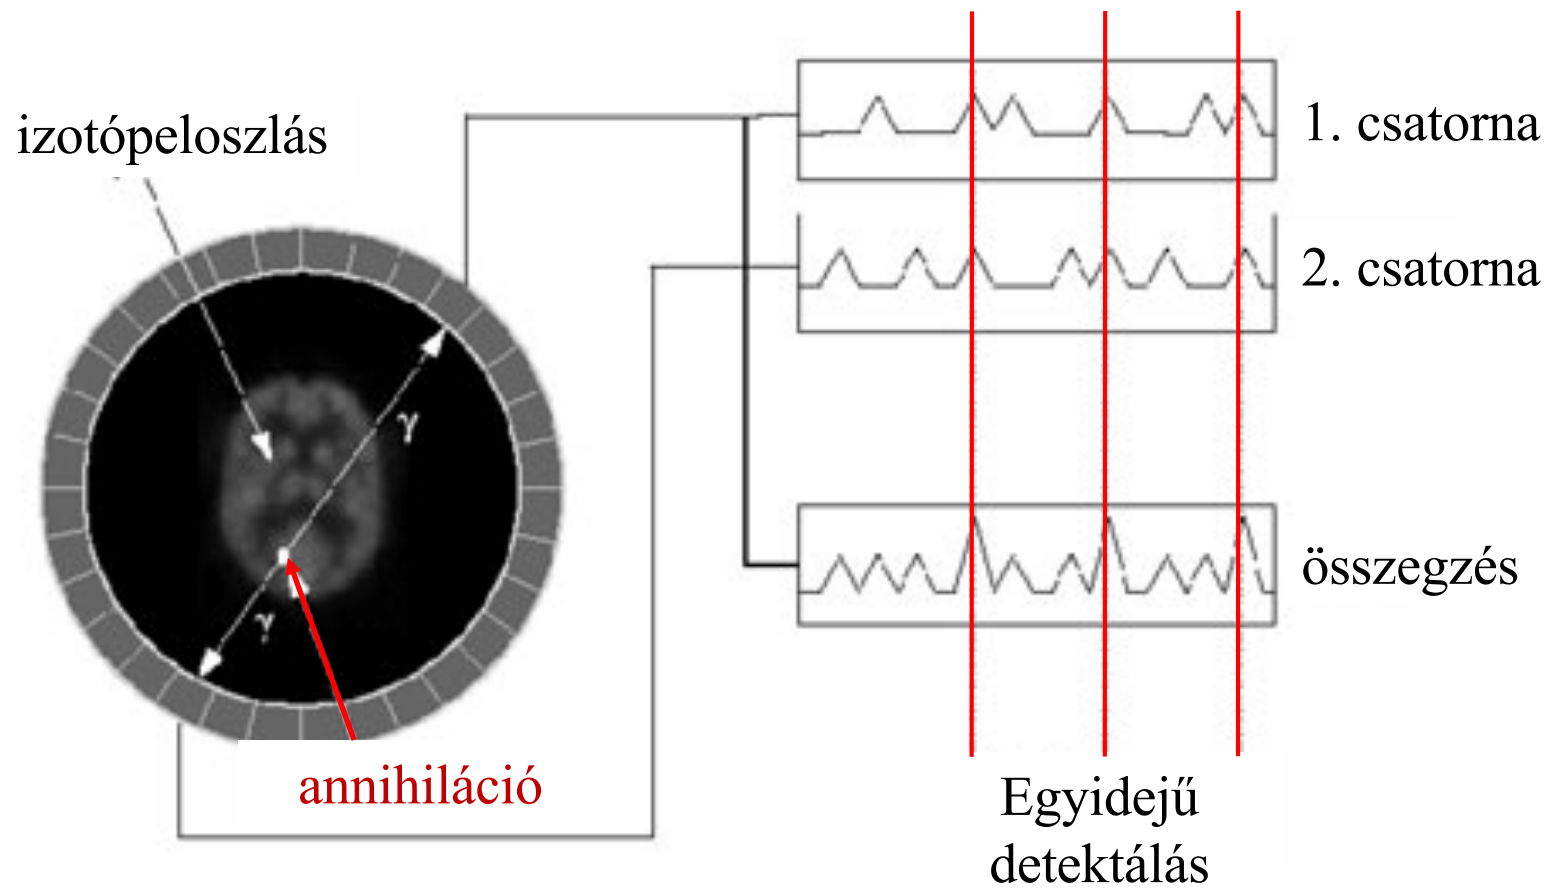 izotópeloszlás
1. csatorna
2. csatorna
γ
γ
összegzés
annihiláció
Egyidejű
detektálás